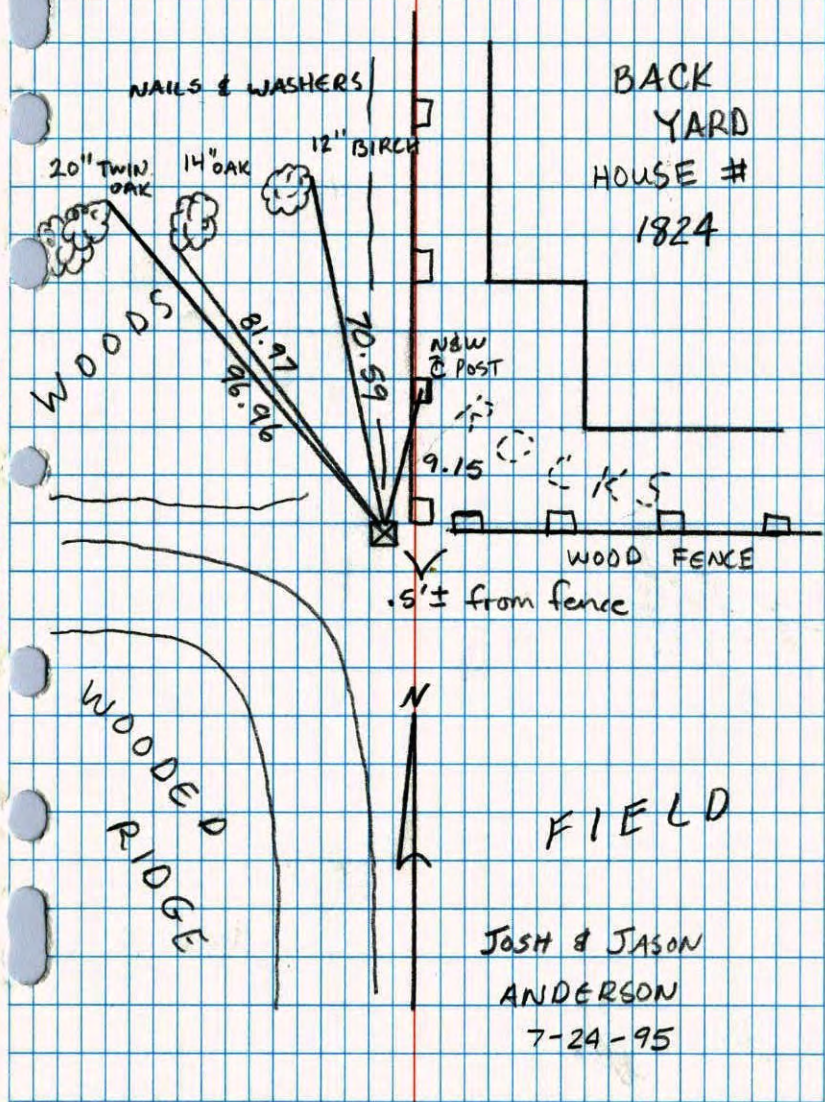 NAILS & WASHERS
BACK
YARD
HOUSE #
1824
12" BIRCH
14" OAK
20" TWIN
OAK
WOODS
81.97
96.96
70.59
N&W
℄ POST
9.15
ROCKS
WOOD FENCE
.5'± from fence
N
WOODED
RIDGE
FIELD
JOSH & JASON
ANDERSON
7-24-95